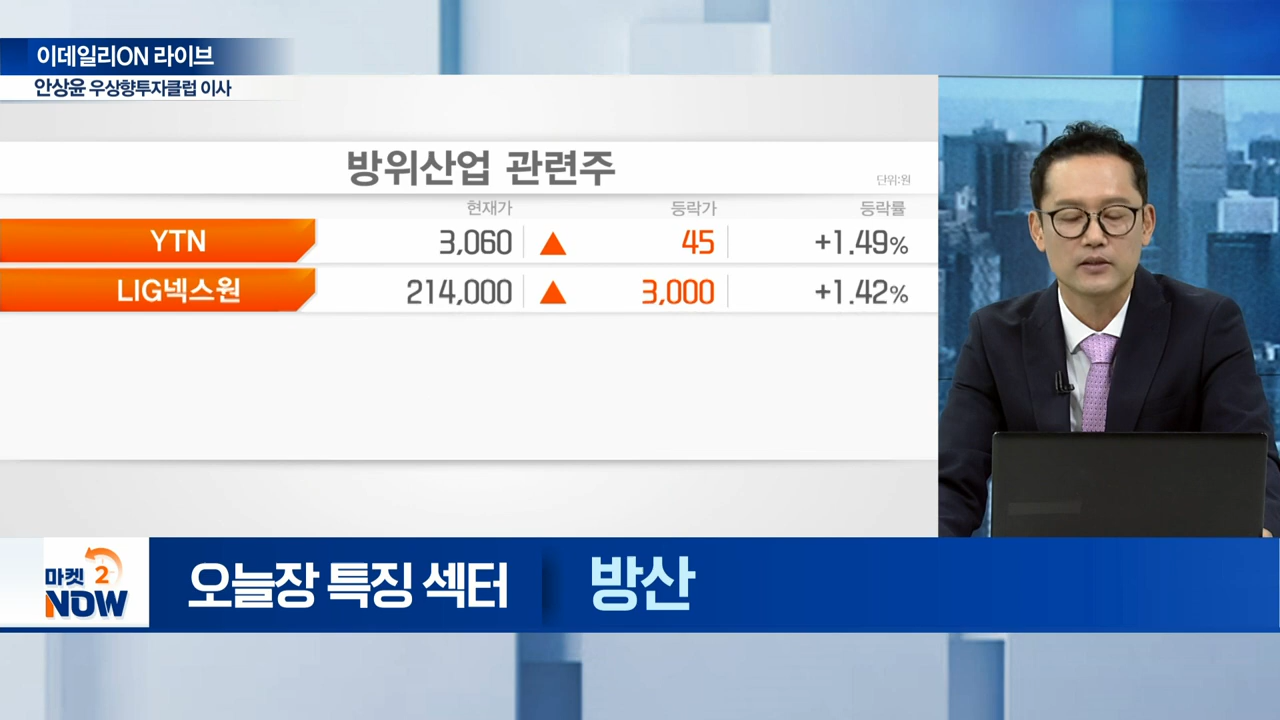 이데일리ON 라이브
안상윤 우상향투자클럽 이사
방위산업 관련주
단위:원
현재가 등락가 등락률
YTN 3,060 ▲ 45 +1.49%
LIG넥스원 214,000 ▲ 3,000 +1.42%
마켓 2
NOW
오늘장 특징 섹터 방산